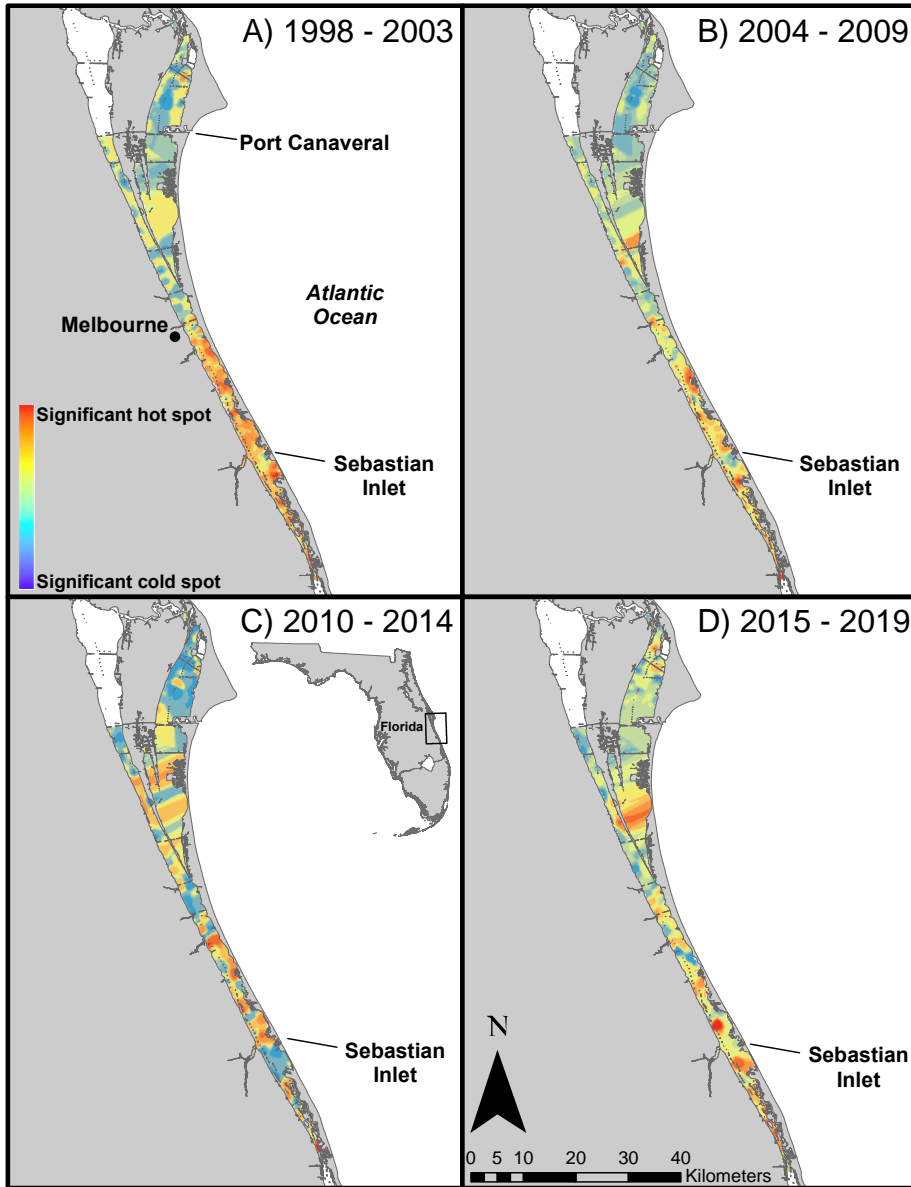 A) 1998 - 2003
Port Canaveral
Atlantic
Ocean
Melbourne
Significant hot spot
Sebastian
Inlet
Significant cold spot
B) 2004 - 2009
Sebastian
Inlet
C) 2010 - 2014
Florida
Sebastian
Inlet
D) 2015 - 2019
N
Sebastian
Inlet
0 5 10 20 30 40
Kilometers